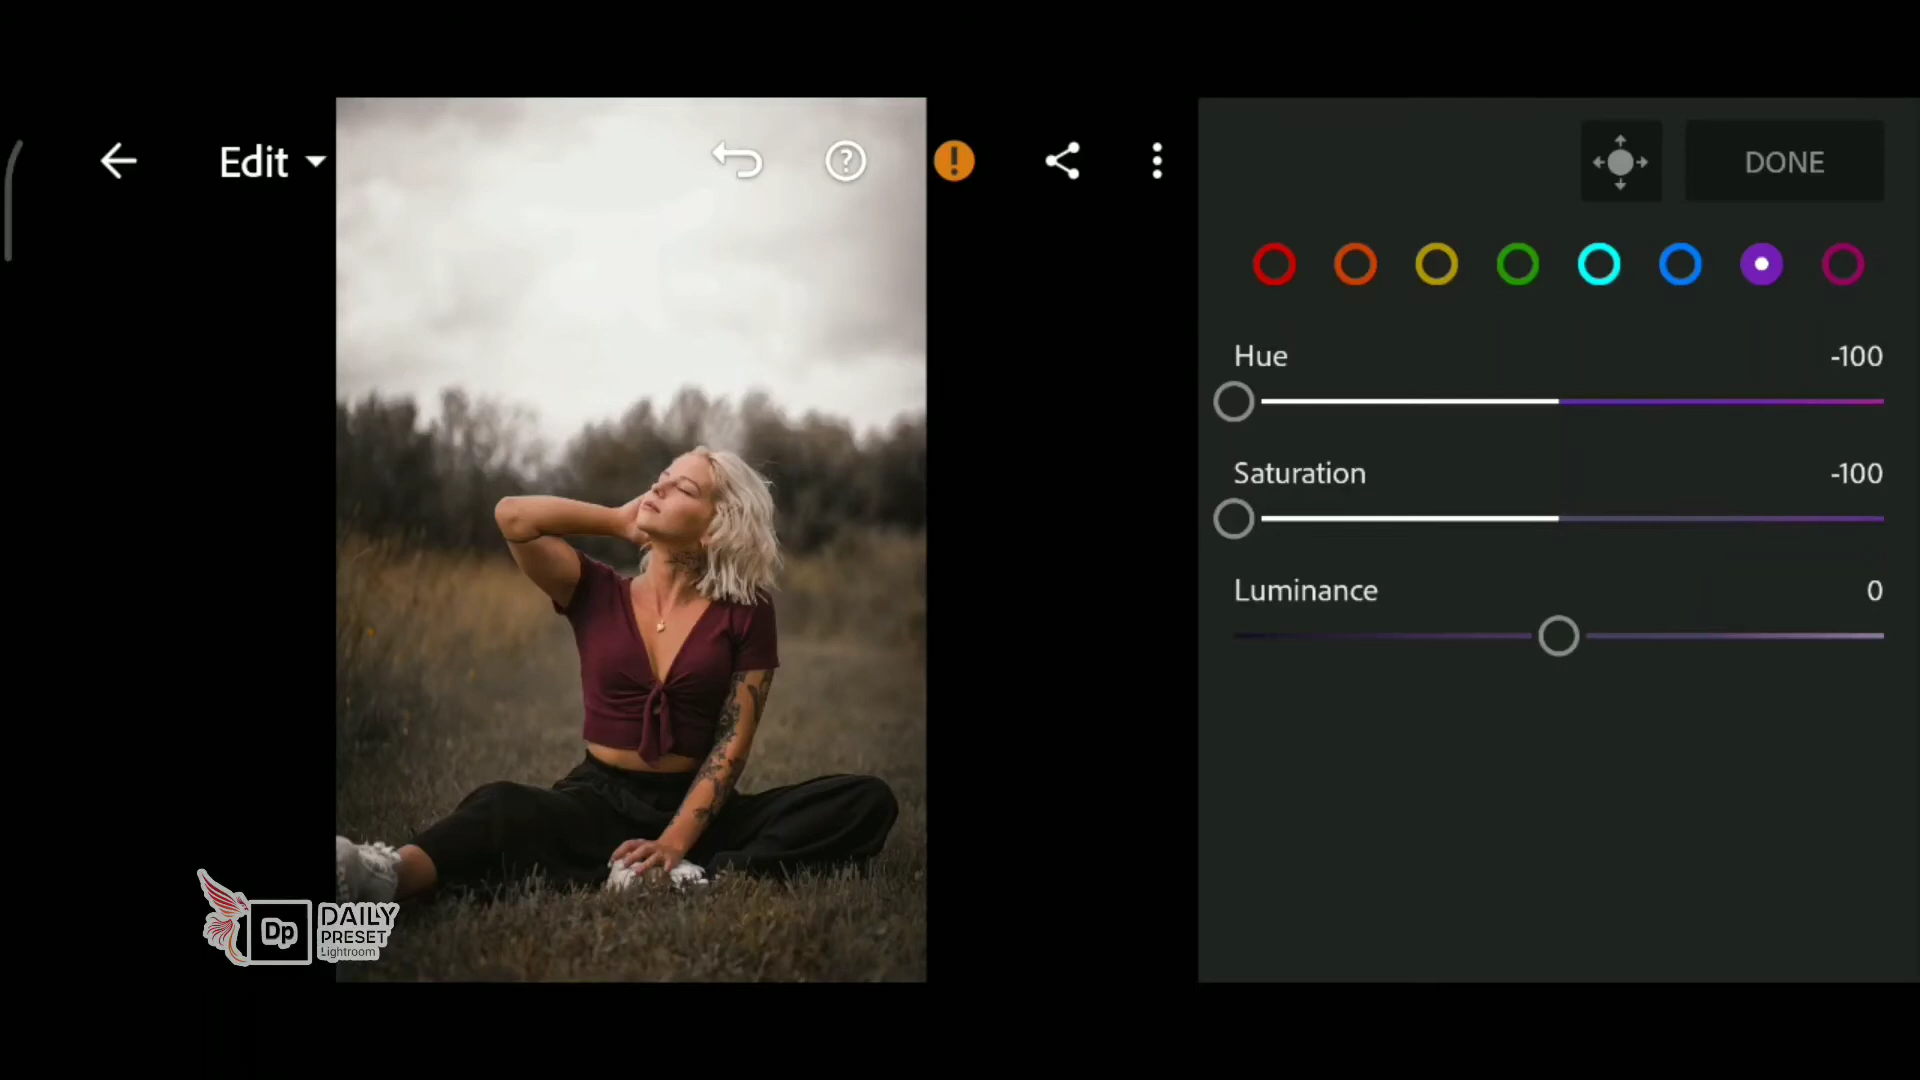 Edit
DONE
Hue -100
Saturation -100
Luminance 0
Dp
DAILY
PRESET
Lightroom